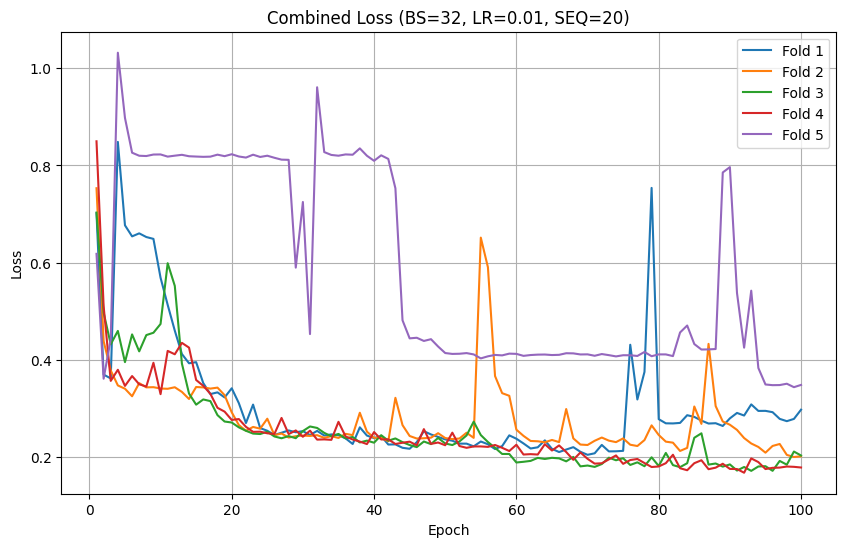 Combined Loss (BS=32, LR=0.01, SEQ=20)
Fold 1
Fold 2
Fold 3
Fold 4
Fold 5
Loss
1.0
0.8
0.6
0.4
0.2
0 20 40 60 80 100
Epoch